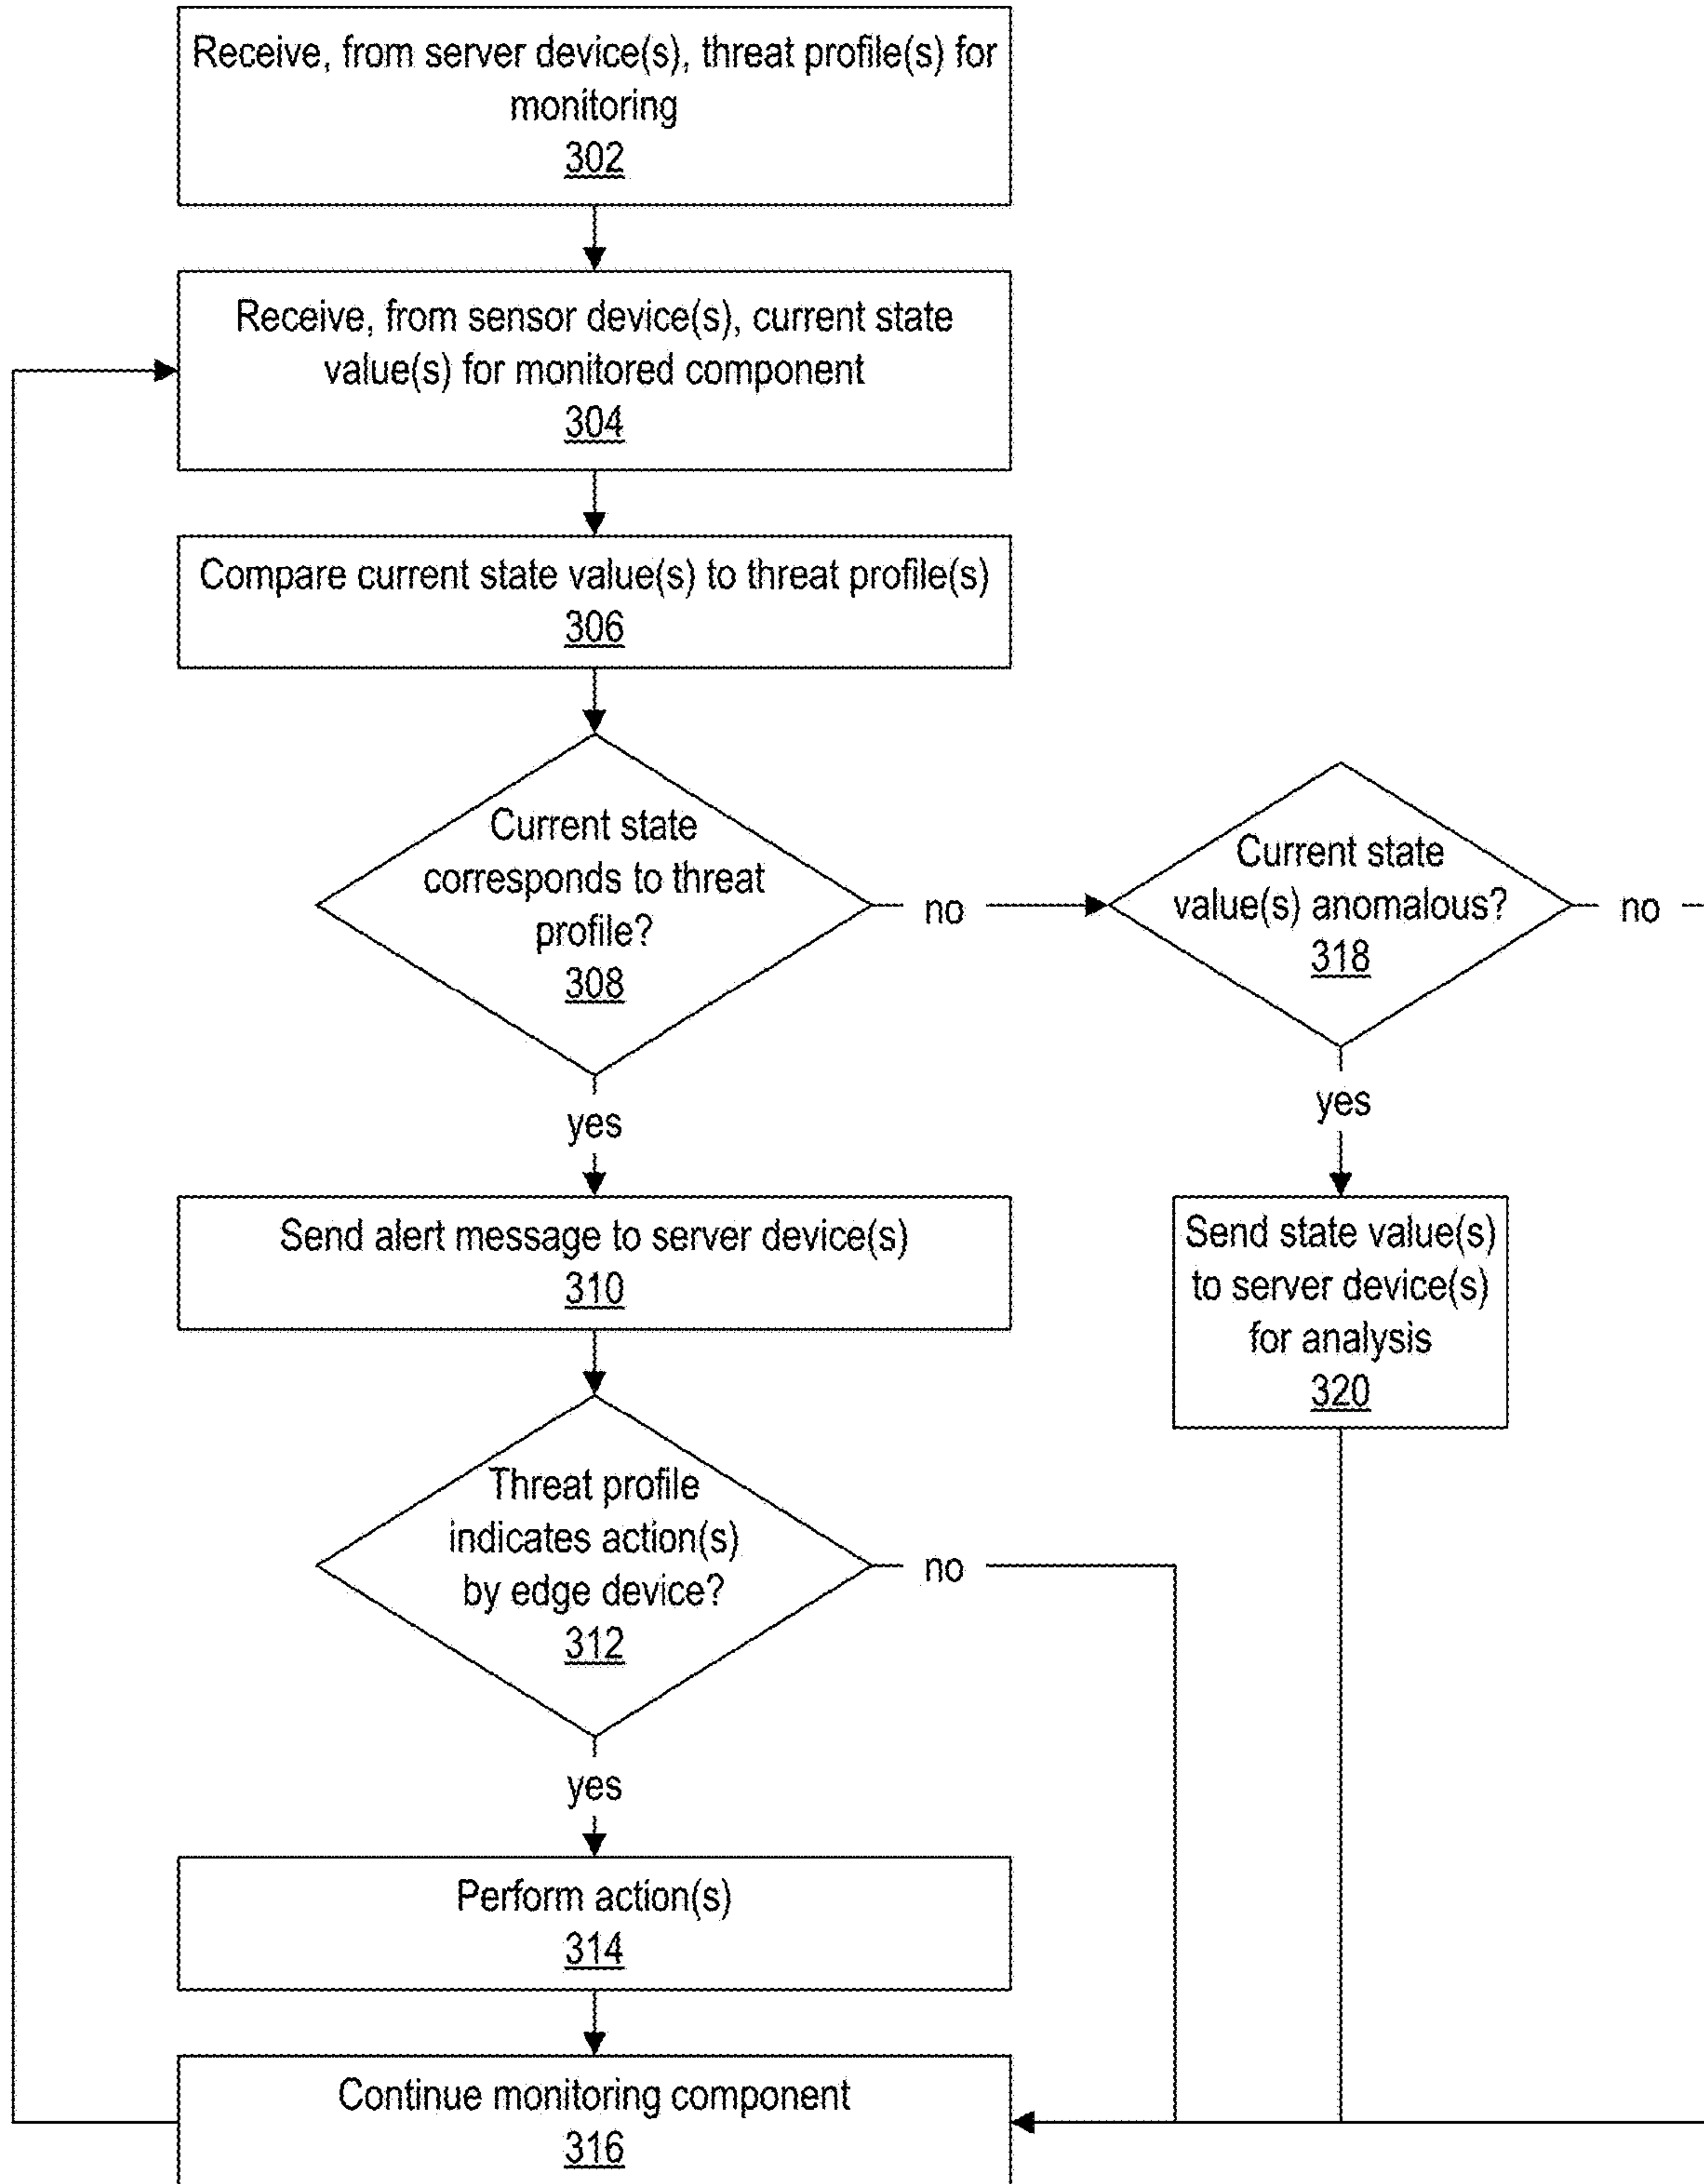 Receive, from server device(s), threat profile(s) for
monitoring
302
Receive, from sensor device(s), current state
value(s) for monitored component
304
Compare current state value(s) to threat profile(s)
306
Current state
corresponds to threat
profile?
308
no
Current state
value(s) anomalous?
318
no
yes
yes
Send alert message to server device(s)
310
Send state value(s)
to server device(s)
for analysis
320
Threat profile
indicates action(s)
by edge device?
312
no
yes
Perform action(s)
314
Continue monitoring component
316